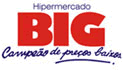 Hipermercado
BIG
Campeão de preços baixos